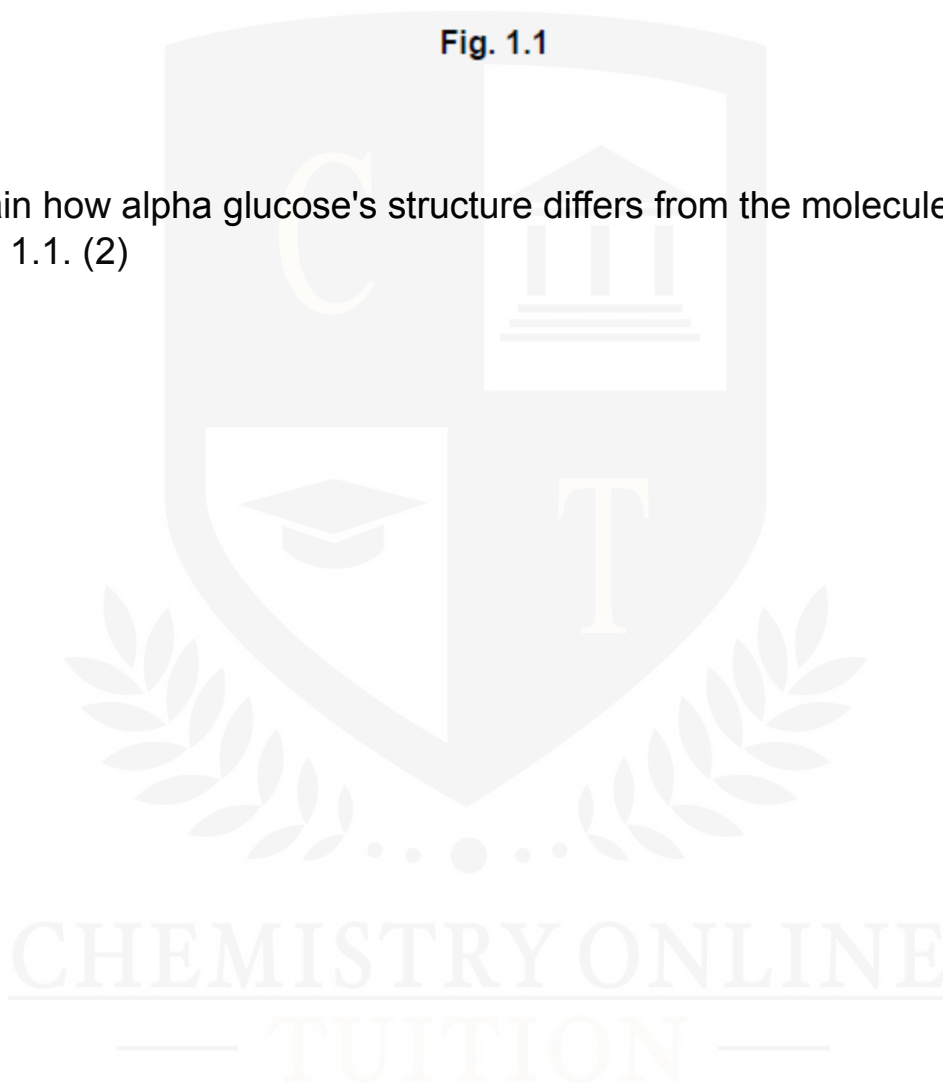 Fig. 1.1
ain how alpha glucose's structure differs from the molecule
1.1. (2)
C
T
CHEMISTRY ONLINE
TUITION